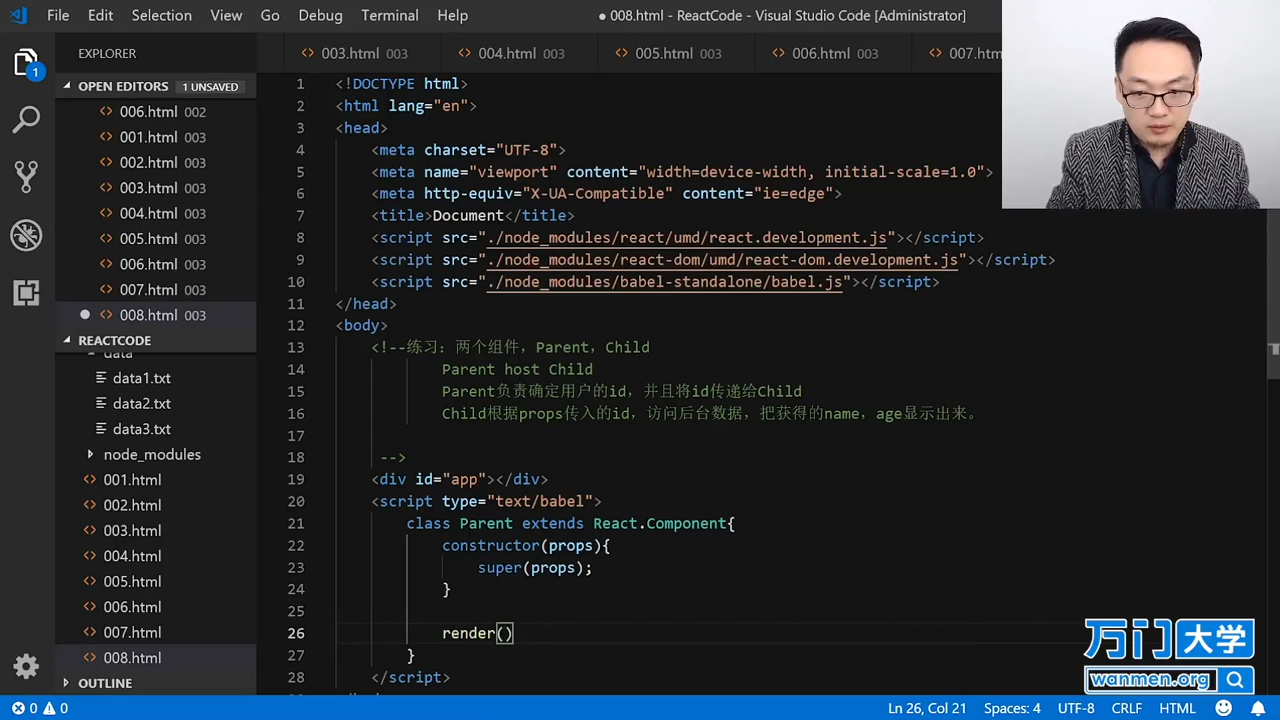 File Edit Selection View Go Debug Terminal Help
● 008.html - ReactCode - Visual Studio Code [Administrator]
EXPLORER
003.html 003
004.html 003
005.html 003
006.html 003
007.htm
1
OPEN EDITORS 1 UNSAVED
006.html 002
001.html 003
002.html 003
003.html 003
004.html 003
005.html 003
006.html 003
007.html 003
008.html 003
REACTCODE
data
data1.txt
data2.txt
data3.txt
node_modules
001.html
002.html
003.html
004.html
005.html
006.html
007.html
008.html
OUTLINE
1 <!DOCTYPE html>
2 <html lang="en">
3 <head>
4 <meta charset="UTF-8">
5 <meta name="viewport" content="width=device-width, initial-scale=1.0">
6 <meta http-equiv="X-UA-Compatible" content="ie=edge">
7 <title>Document</title>
8 <script src="./node_modules/react/umd/react.development.js"></script>
9 <script src="./node_modules/react-dom/umd/react-dom.development.js"></script>
10 <script src="./node_modules/babel-standalone/babel.js"></script>
11 </head>
12 <body>
13 <!--练习：两个组件，Parent，Child
14 Parent host Child
15 Parent负责确定用户的id，并且将id传递给Child
16 Child根据props传入的id，访问后台数据，把获得的name，age显示出来。
17
18 -->
19 <div id="app"></div>
20 <script type="text/babel">
21 class Parent extends React.Component{
22 constructor(props){
23 super(props);
24 }
25
26 render()
27 }
28 </script>
万门大学
wanmen.org
0 0
Ln 26, Col 21 Spaces: 4 UTF-8 CRLF HTML